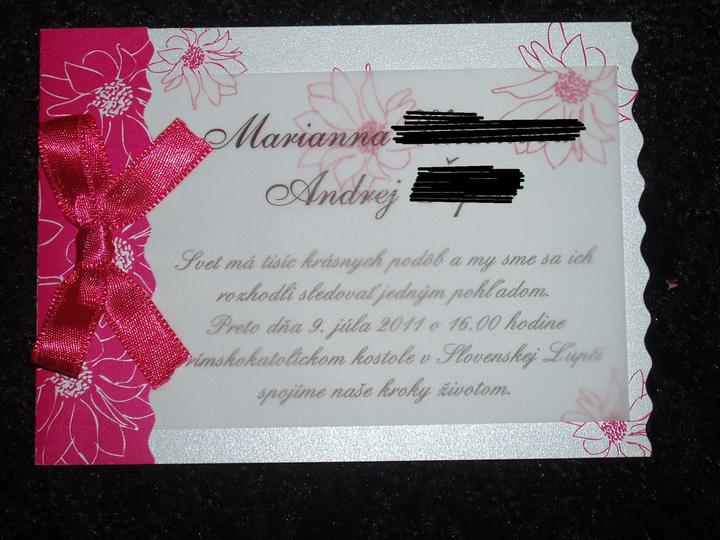 Marianna
Andrej
Svet má tisíc krásnych podôb a my sme sa ich
rozhodli sledovať jedným pohľadom.
Preto dňa 9. júla 2011 o 16.00 hodine
rímskokatolíckom kostole v Slovenskej Ľupči
spojíme naše kroky životom.